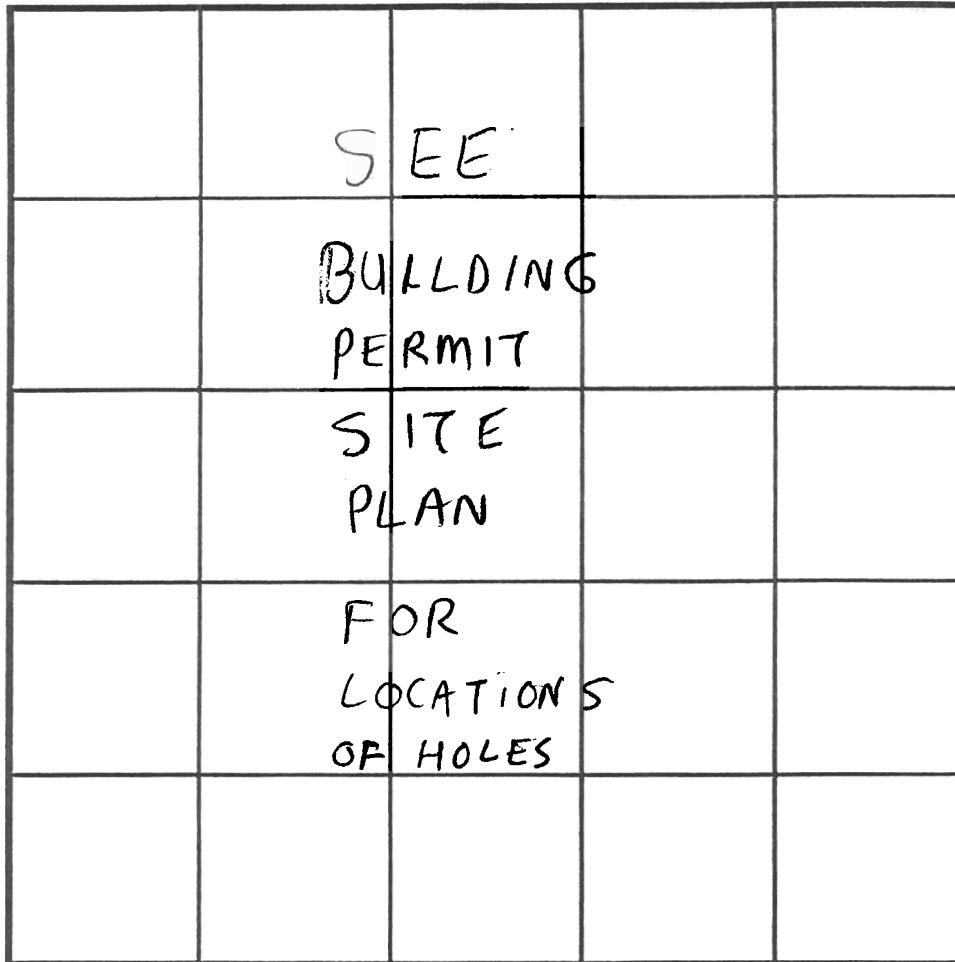 SEE
BUILDING
PERMIT
SITE
PLAN
FOR
LOCATIONS
OF HOLES